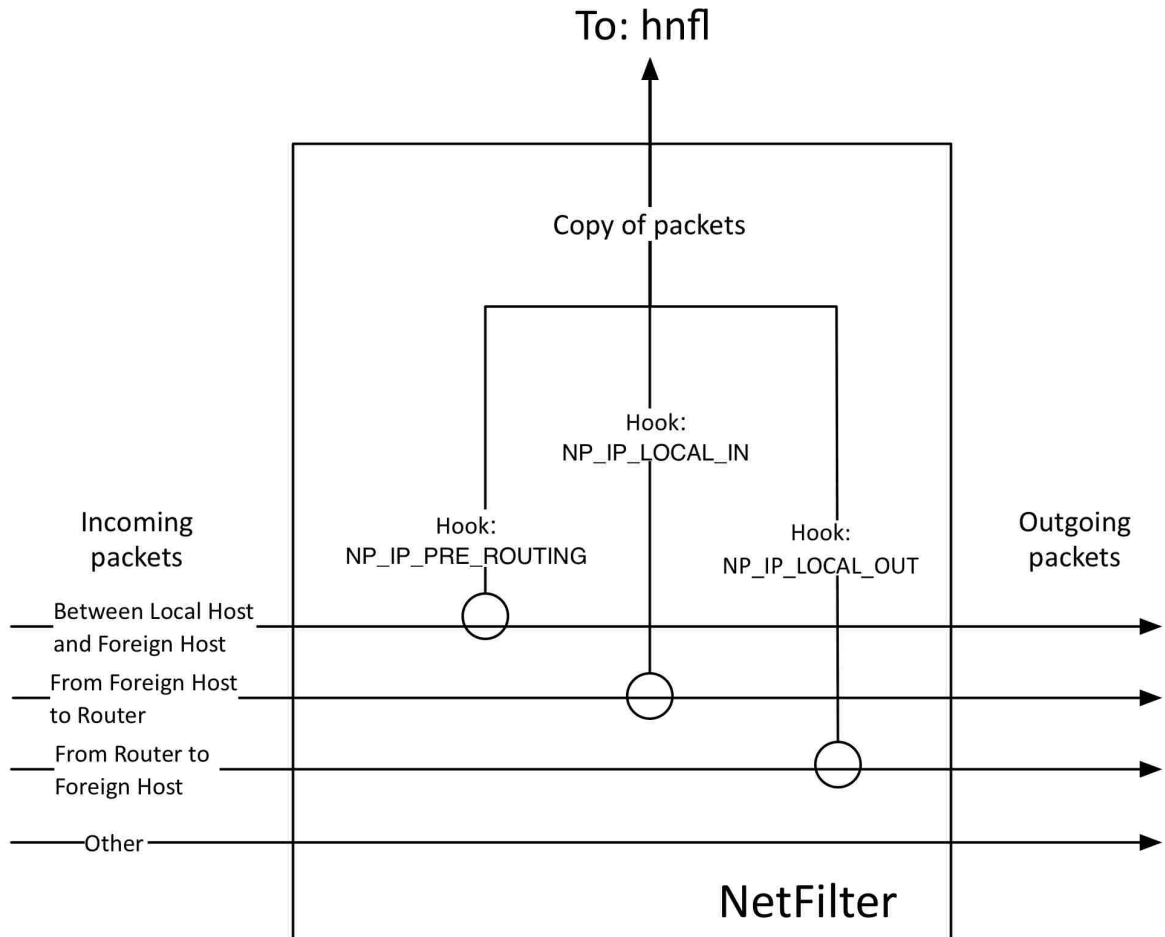 To: hnfl
Copy of packets
Hook:
NP_IP_LOCAL_IN
Hook:
NP_IP_PRE_ROUTING
Hook:
NP_IP_LOCAL_OUT
Incoming
packets
Outgoing
packets
Between Local Host
and Foreign Host
From Foreign Host
to Router
From Router to
Foreign Host
Other
NetFilter